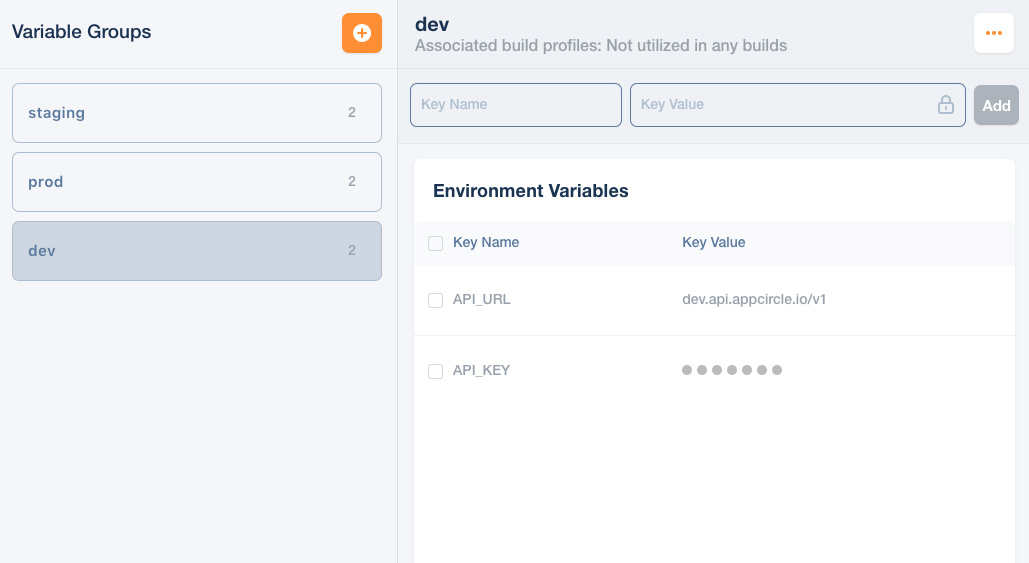 Variable Groups
staging 2
prod 2
dev 2
dev
Associated build profiles: Not utilized in any builds
Key Name
Key Value
Add
Environment Variables
Key Name Key Value
API_URL dev.api.appcircle.io/v1
API_KEY